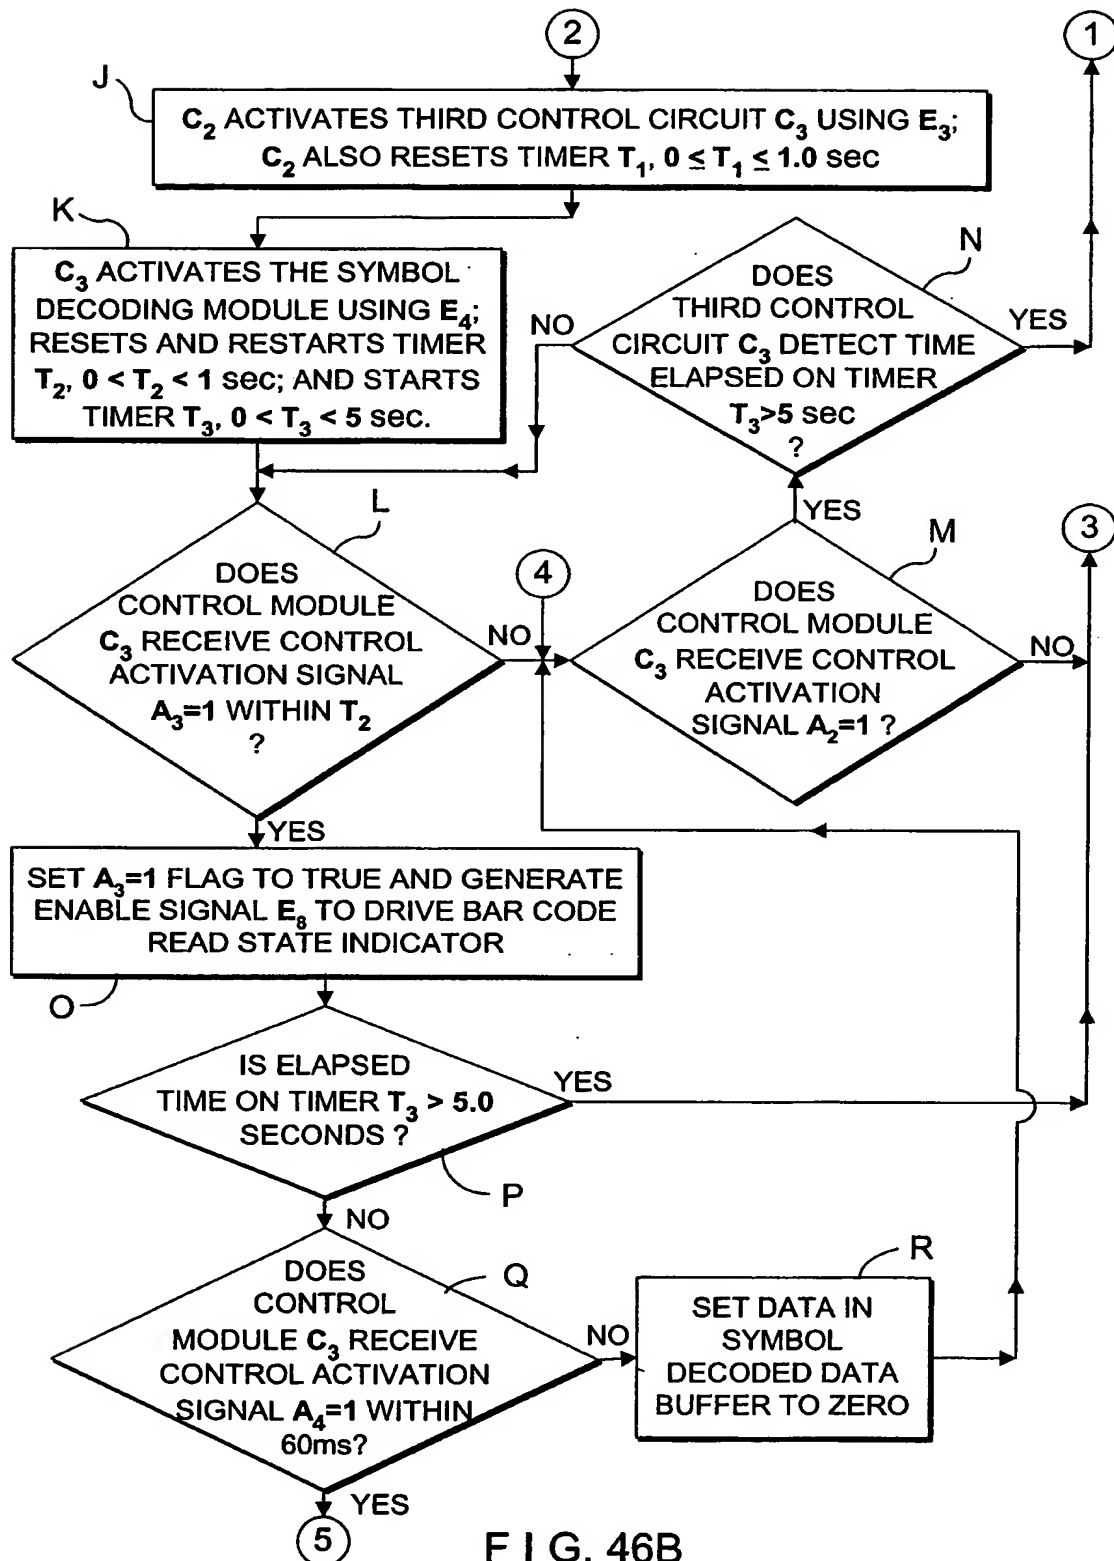 2
1
J
C₂ ACTIVATES THIRD CONTROL CIRCUIT C₃ USING E₃;
C₂ ALSO RESETS TIMER T₁, 0 ≤ T₁ ≤ 1.0 sec
K
C₃ ACTIVATES THE SYMBOL
DECODING MODULE USING E₄;
RESETS AND RESTARTS TIMER
T₂, 0 < T₂ < 1 sec; AND STARTS
TIMER T₃, 0 < T₃ < 5 sec.
N
DOES
THIRD CONTROL
CIRCUIT C₃ DETECT TIME
ELAPSED ON TIMER
T₃>5 sec
?
NO
YES
L
DOES
CONTROL MODULE
C₃ RECEIVE CONTROL
ACTIVATION SIGNAL
A₃=1 WITHIN T₂
?
NO
4
YES
M
DOES
CONTROL MODULE
C₃ RECEIVE CONTROL
ACTIVATION
SIGNAL A₂=1 ?
NO
3
YES
SET A₃=1 FLAG TO TRUE AND GENERATE
ENABLE SIGNAL E₈ TO DRIVE BAR CODE
READ STATE INDICATOR
O
IS ELAPSED
TIME ON TIMER T₃ > 5.0
SECONDS ?
YES
P
NO
DOES
CONTROL
MODULE C₃ RECEIVE
CONTROL ACTIVATION
SIGNAL A₄=1 WITHIN
60ms?
Q
NO
R
SET DATA IN
SYMBOL
DECODED DATA
BUFFER TO ZERO
YES
5
F I G. 46B